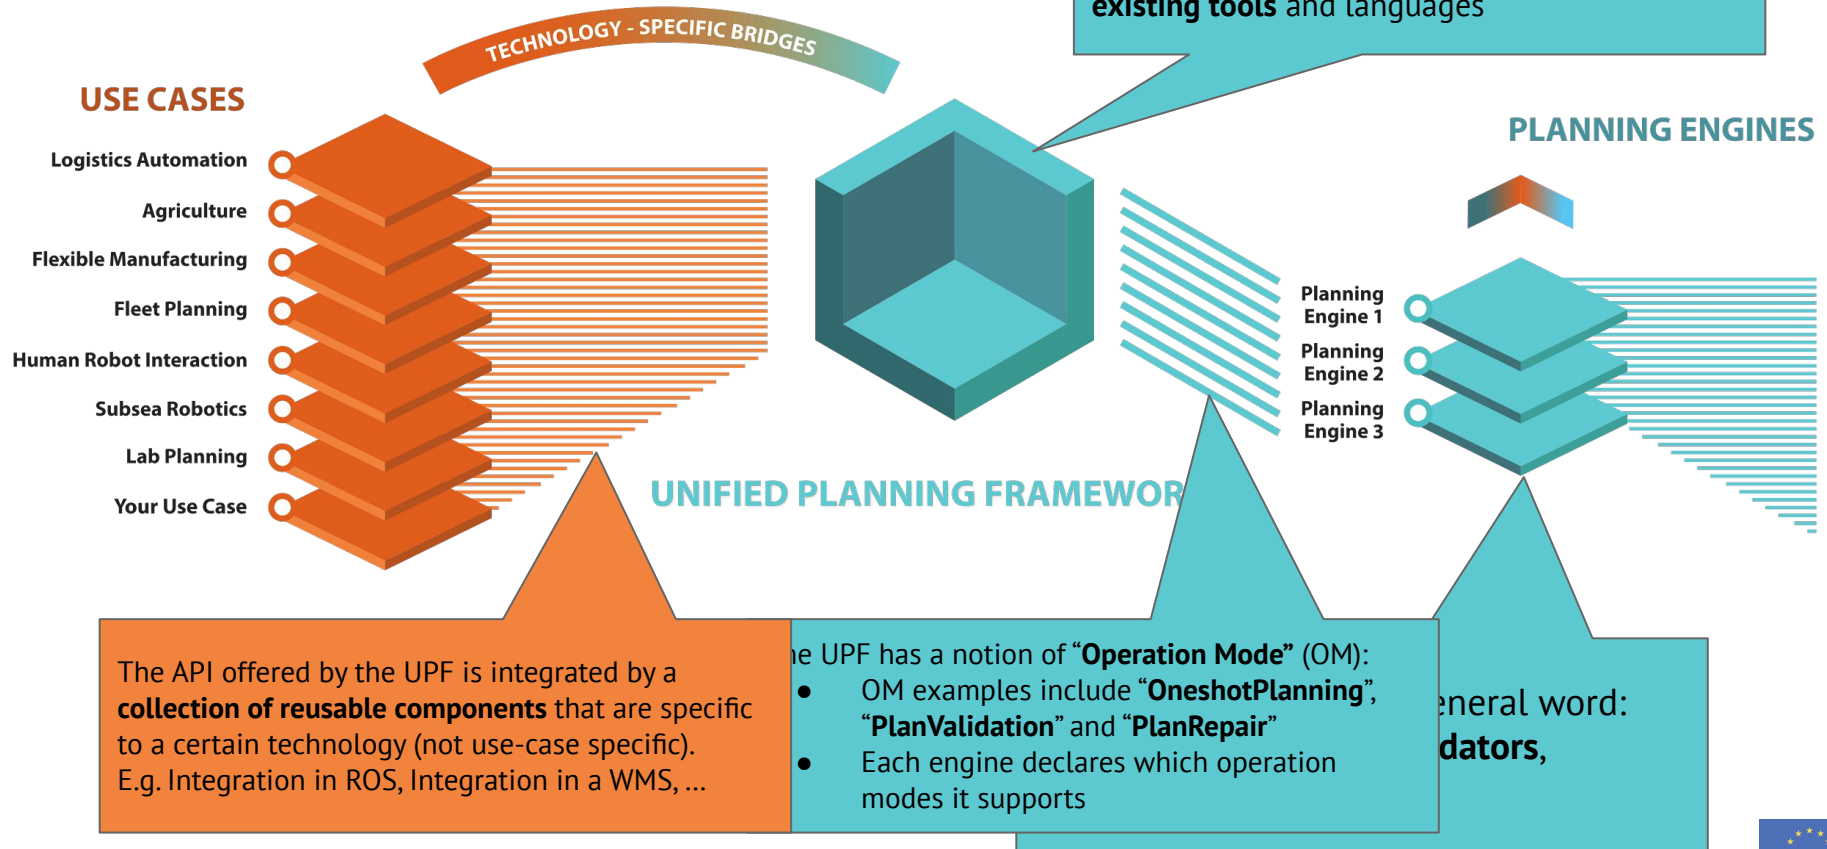 existing tools and languages
TECHNOLOGY - SPECIFIC BRIDGES
USE CASES
Logistics Automation
Agriculture
Flexible Manufacturing
Fleet Planning
Human Robot Interaction
Subsea Robotics
Lab Planning
Your Use Case
UNIFIED PLANNING FRAMEWOR
PLANNING ENGINES
Planning
Engine 1
Planning
Engine 2
Planning
Engine 3
The API offered by the UPF is integrated by a
collection of reusable components that are specific
to a certain technology (not use-case specific).
E.g. Integration in ROS, Integration in a WMS, ...
he UPF has a notion of “Operation Mode” (OM):
● OM examples include “OneshotPlanning”,
“PlanValidation” and “PlanRepair”
● Each engine declares which operation
modes it supports
eneral word:
dators,